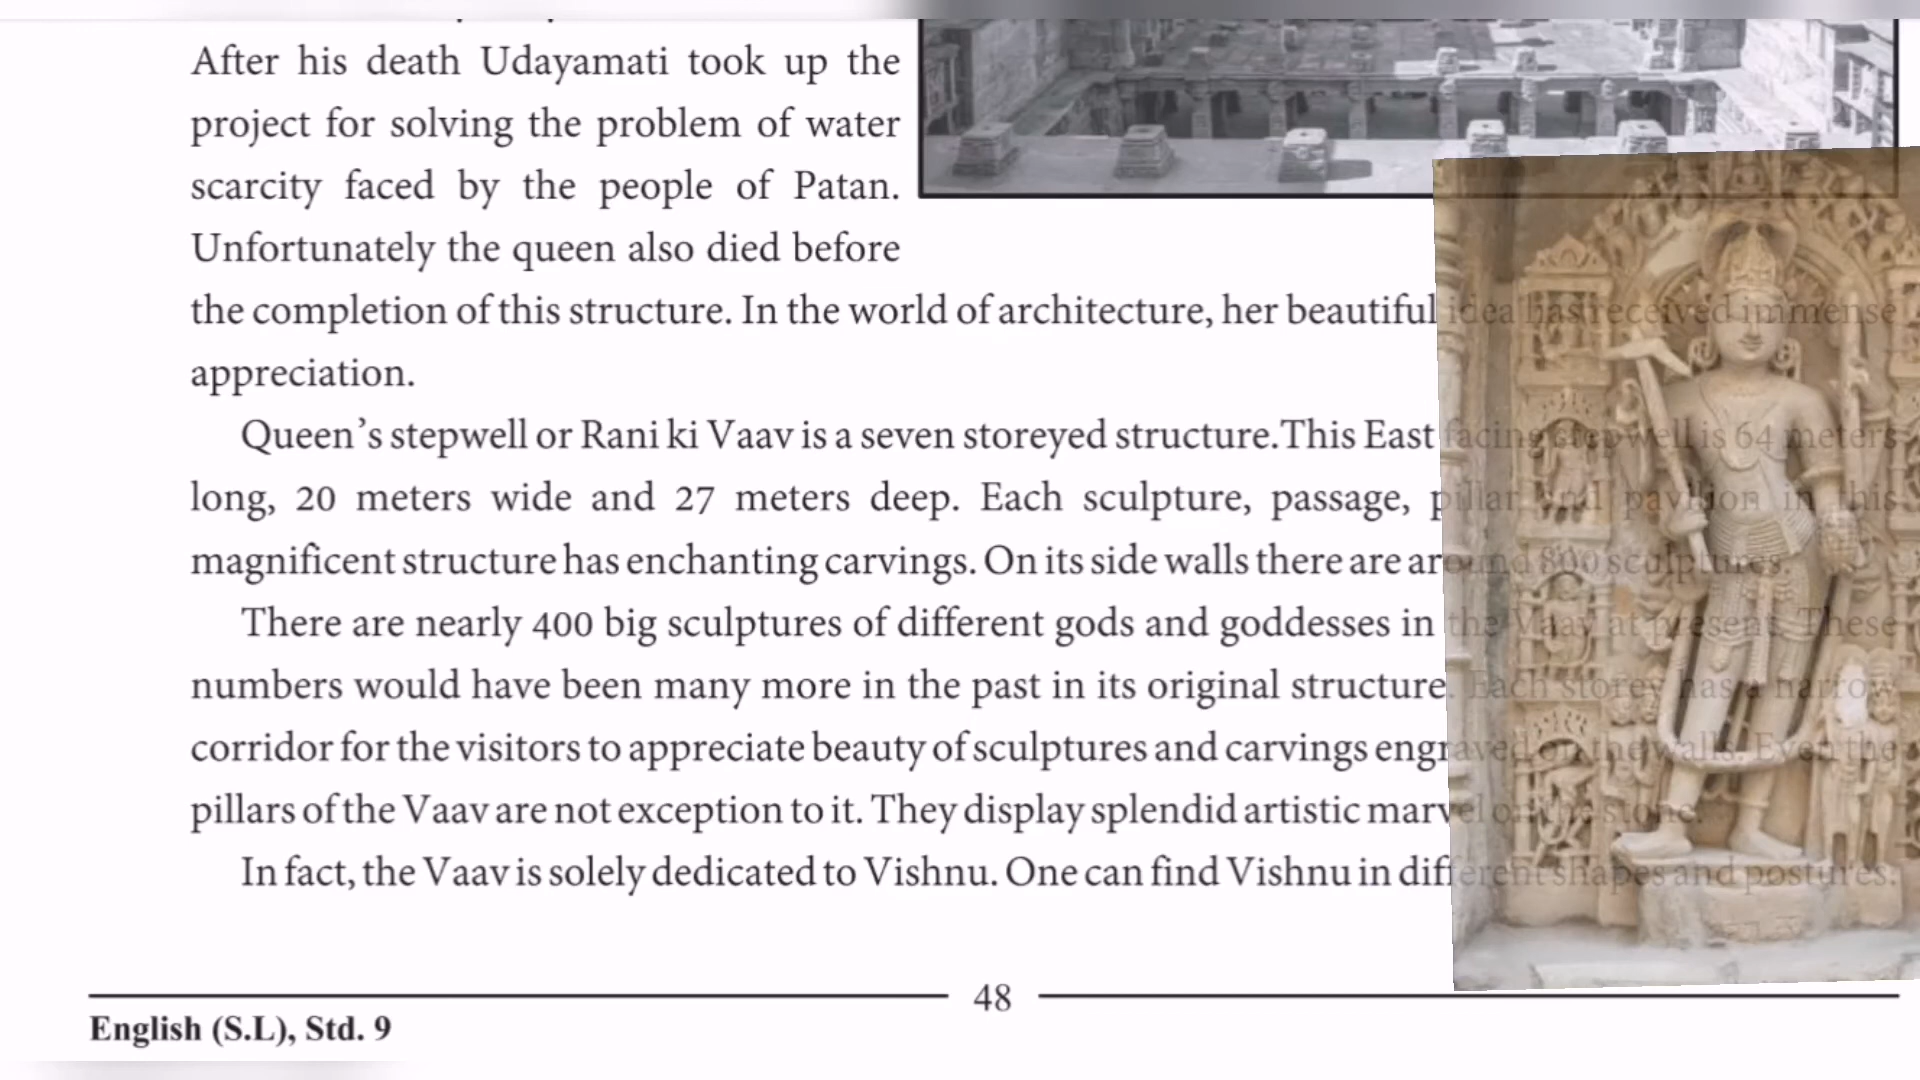 After his death Udayamati took up the
project for solving the problem of water
scarcity faced by the people of Patan.
Unfortunately the queen also died before
the completion of this structure. In the world of architecture, her beautiful idea has received immense
appreciation.
Queen's stepwell or Rani ki Vaav is a seven storeyed structure.This East facing stepwell is 64 meters
long, 20 meters wide and 27 meters deep. Each sculpture, passage, pillar and pavilion in this
magnificent structure has enchanting carvings. On its side walls there are around 800 sculptures.
There are nearly 400 big sculptures of different gods and goddesses in the Vaav at present. These
numbers would have been many more in the past in its original structure. Each storey has a narrow
corridor for the visitors to appreciate beauty of sculptures and carvings engraved on the walls. Even the
pillars of the Vaav are not exception to it. They display splendid artistic marvel on the stone.
In fact, the Vaav is solely dedicated to Vishnu. One can find Vishnu in different shapes and postures.
48
English (S.L), Std. 9